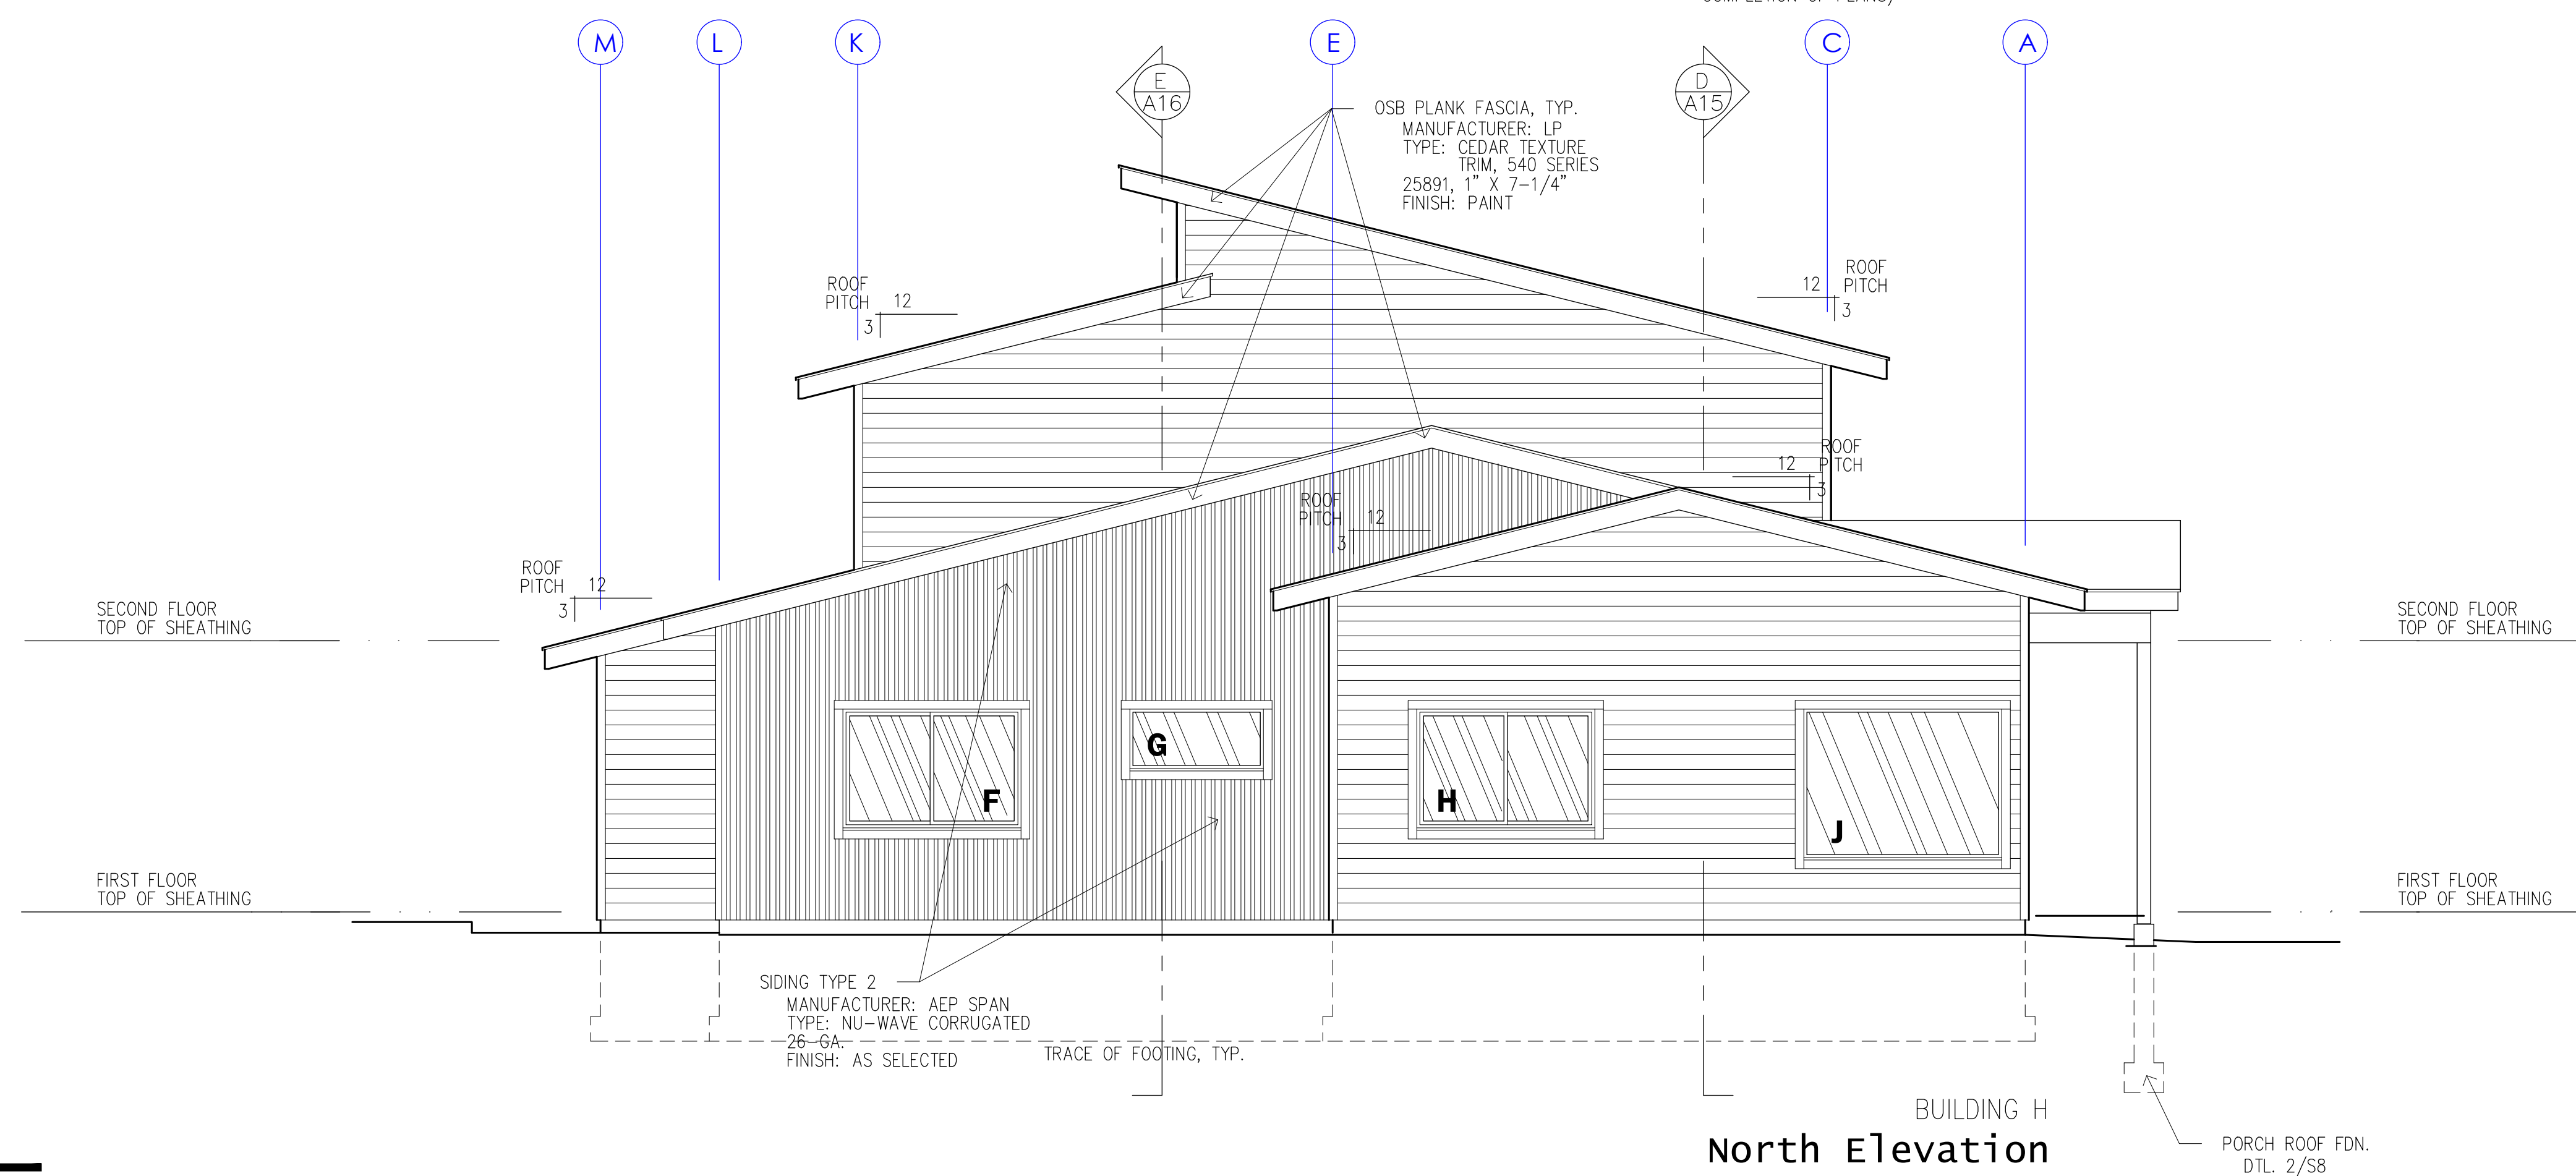 M
L
K
E
C
A
E
A16
D
A15
OSB PLANK FASCIA, TYP.
MANUFACTURER: LP
TYPE: CEDAR TEXTURE
TRIM, 540 SERIES
25891, 1" X 7-1/4"
FINISH: PAINT
ROOF
PITCH
12
3
12
ROOF
PITCH
3
ROOF
PITCH
12
3
ROOF
PITCH
12
3
ROOF
PITCH
12
3
SECOND FLOOR
TOP OF SHEATHING
SECOND FLOOR
TOP OF SHEATHING
F
G
H
J
FIRST FLOOR
TOP OF SHEATHING
FIRST FLOOR
TOP OF SHEATHING
SIDING TYPE 2
MANUFACTURER: AEP SPAN
TYPE: NU-WAVE CORRUGATED
26-GA.
FINISH: AS SELECTED
TRACE OF FOOTING, TYP.
BUILDING H
North Elevation
PORCH ROOF FDN.
DTL. 2/S8